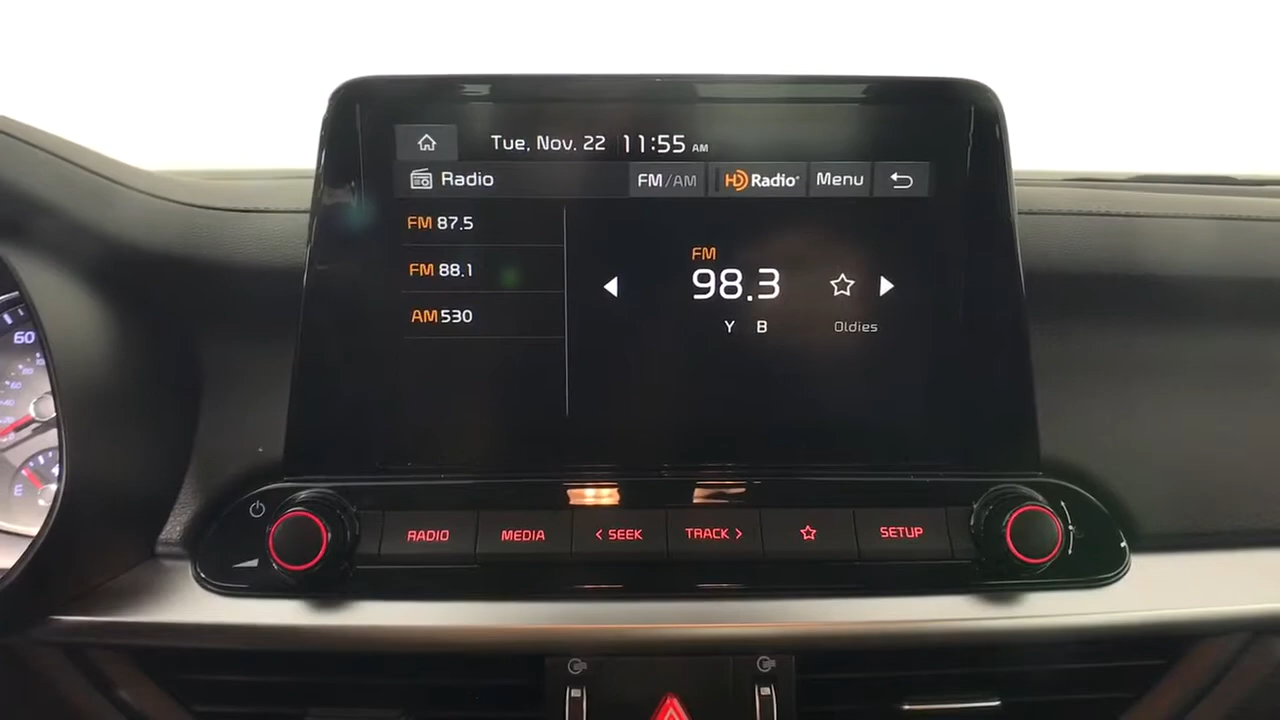 Tue, Nov. 22 11:55 AM
Radio FM/AM HD Radio Menu
FM 87.5
FM 88.1
AM 530
FM
98.3
Y B Oldies
60
E
RADIO MEDIA < SEEK TRACK > SETUP